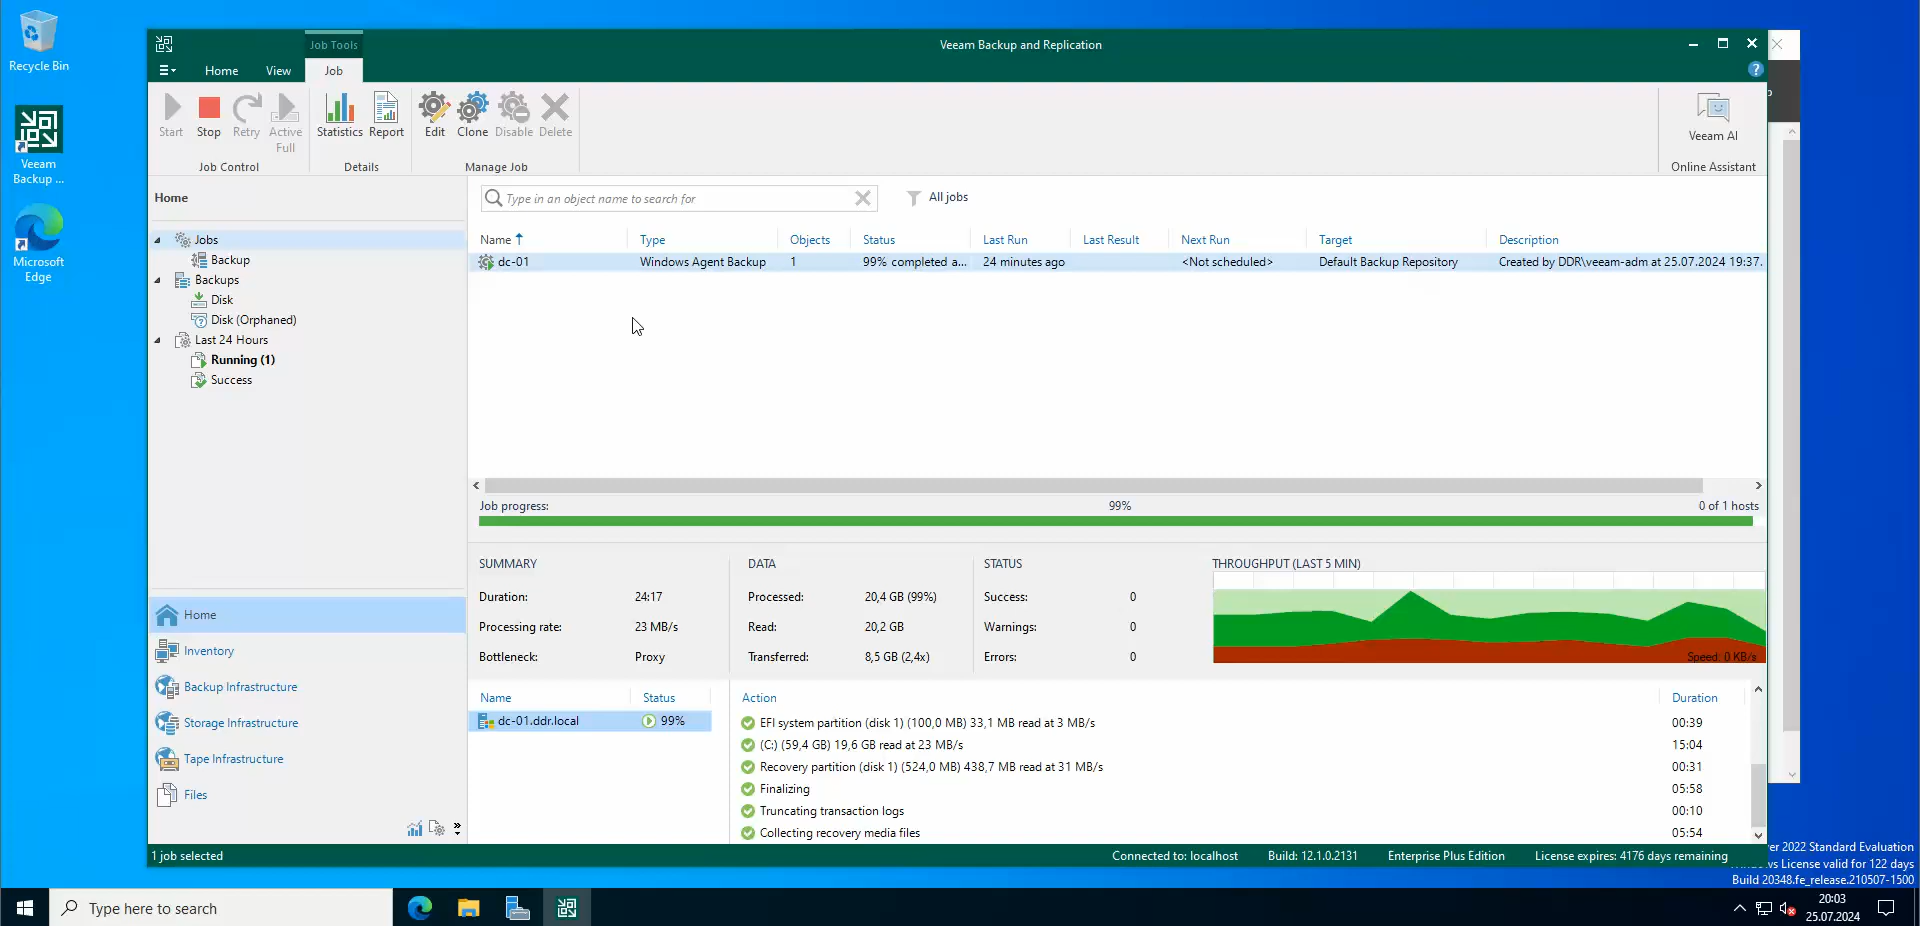 Recycle Bin
Veeam
Backup ...
Microsoft
Edge
Job Tools
Veeam Backup and Replication
Home View Job
Start Stop Retry Active
Full
Statistics Report
Edit Clone Disable Delete
Veeam AI
Job Control Details Manage Job Online Assistant
Home
Type in an object name to search for
All jobs
Jobs
Backup
Backups
Disk
Disk (Orphaned)
Last 24 Hours
Running (1)
Success
Name Type Objects Status Last Run Last Result Next Run Target Description
dc-01 Windows Agent Backup 1 99% completed a... 24 minutes ago <Not scheduled> Default Backup Repository Created by DDR\veeam-adm at 25.07.2024 19:37.
Job progress: 99% 0 of 1 hosts
SUMMARY DATA STATUS THROUGHPUT (LAST 5 MIN)
Duration: 24:17 Processed: 20,4 GB (99%) Success: 0
Processing rate: 23 MB/s Read: 20,2 GB Warnings: 0
Bottleneck: Proxy Transferred: 8,5 GB (2,4x) Errors: 0
Speed: 0 KB/s
Home
Inventory
Backup Infrastructure
Storage Infrastructure
Tape Infrastructure
Files
Name Status Action Duration
dc-01.ddr.local 99%
EFI system partition (disk 1) (100,0 MB) 33,1 MB read at 3 MB/s 00:39
(C:) (59,4 GB) 19,6 GB read at 23 MB/s 15:04
Recovery partition (disk 1) (524,0 MB) 438,7 MB read at 31 MB/s 00:31
Finalizing 05:58
Truncating transaction logs 00:10
Collecting recovery media files 05:54
1 job selected Connected to: localhost Build: 12.1.0.2131 Enterprise Plus Edition License expires: 4176 days remaining
2022 Standard Evaluation
License valid for 122 days
Build 20348.fe_release.210507-1500
Type here to search
20:03
25.07.2024